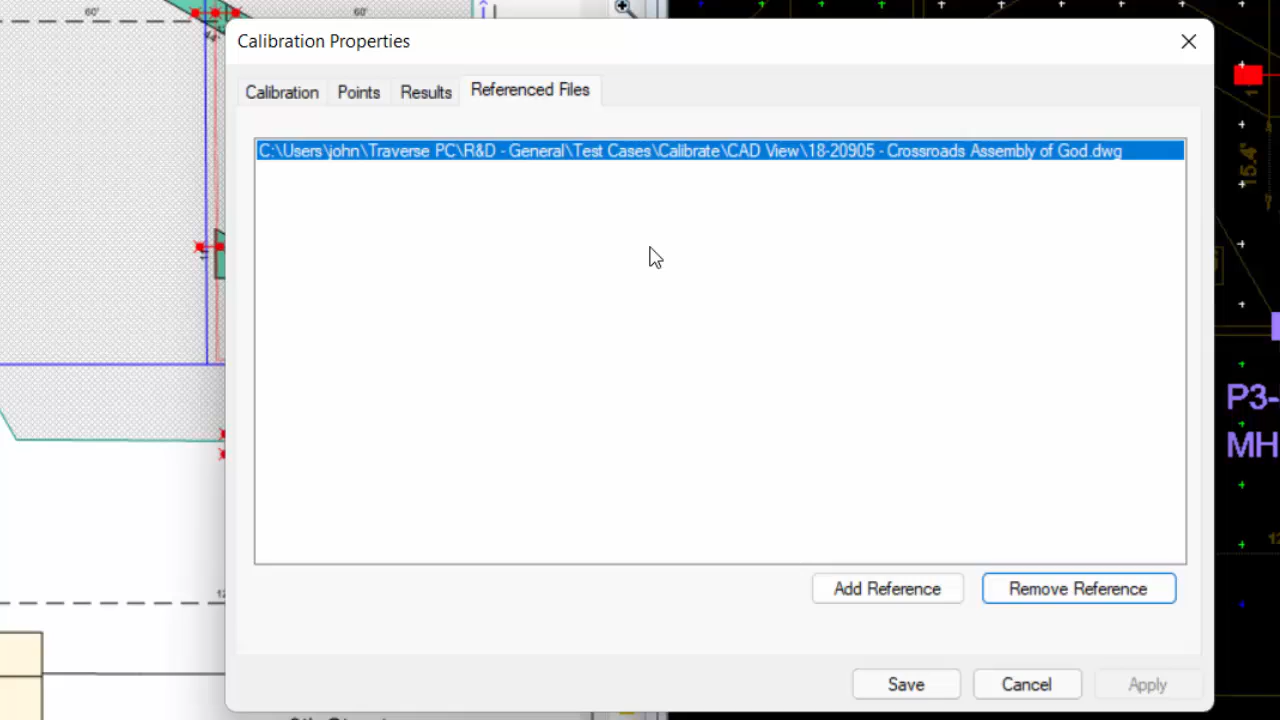 60'
60'
Calibration Properties
Calibration
Points
Results
Referenced Files
C:\Users\john\Traverse PC\R&D - General\Test Cases\Calibrate\CAD View\18-20905 - Crossroads Assembly of God.dwg
15.4'
P3-
MH
Add Reference
Remove Reference
Save
Cancel
Apply